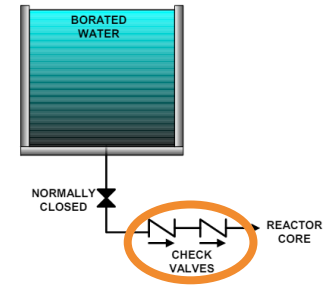 BORATED
WATER
NORMALLY
CLOSED
REACTOR
CORE
CHECK
VALVES